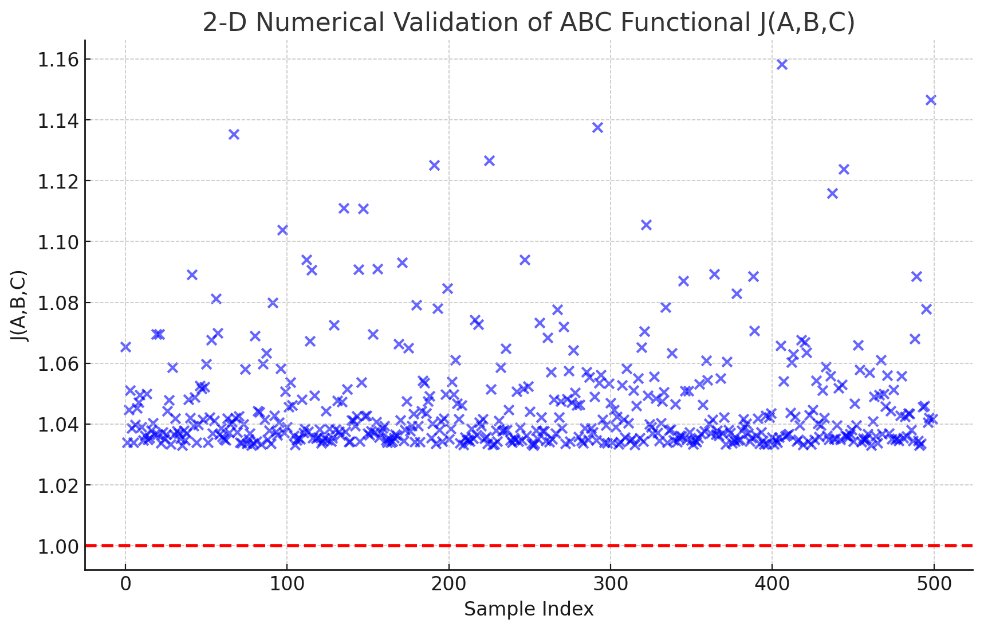 2-D Numerical Validation of ABC Functional J(A,B,C)
1.16
1.14
1.12
1.10
1.08
1.06
1.04
1.02
1.00
J(A,B,C)
0 100 200 300 400 500
Sample Index